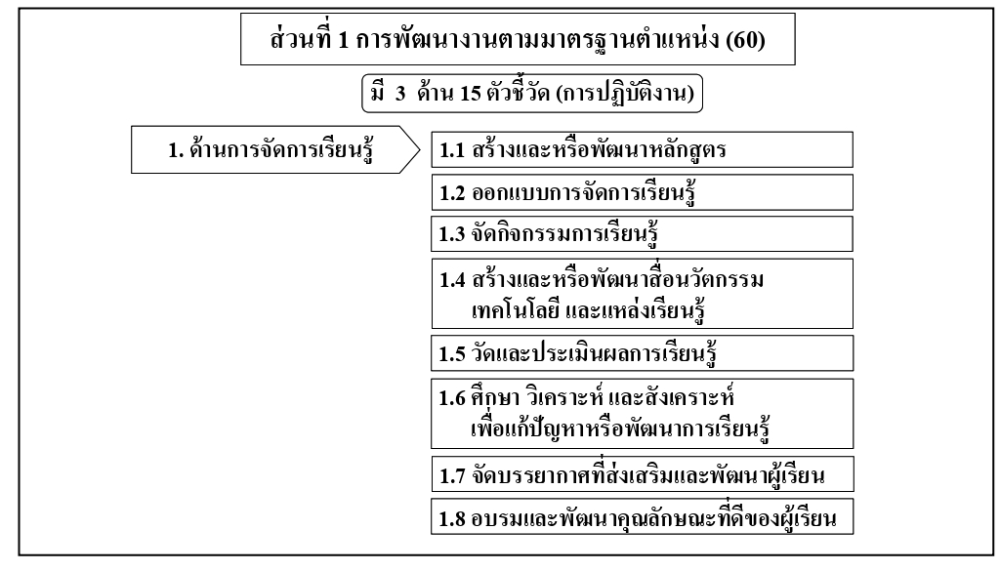 ส่วนที่ 1 การพัฒนางานตามมาตรฐานตำแหน่ง (60)
มี 3 ด้าน 15 ตัวชี้วัด (การปฏิบัติงาน)
1. ด้านการจัดการเรียนรู้
1.1 สร้างและหรือพัฒนาหลักสูตร
1.2 ออกแบบการจัดการเรียนรู้
1.3 จัดกิจกรรมการเรียนรู้
1.4 สร้างและหรือพัฒนาสื่อนวัตกรรม
เทคโนโลยี และแหล่งเรียนรู้
1.5 วัดและประเมินผลการเรียนรู้
1.6 ศึกษา วิเคราะห์ และสังเคราะห์
เพื่อแก้ปัญหาหรือพัฒนาการเรียนรู้
1.7 จัดบรรยากาศที่ส่งเสริมและพัฒนาผู้เรียน
1.8 อบรมและพัฒนาคุณลักษณะที่ดีของผู้เรียน